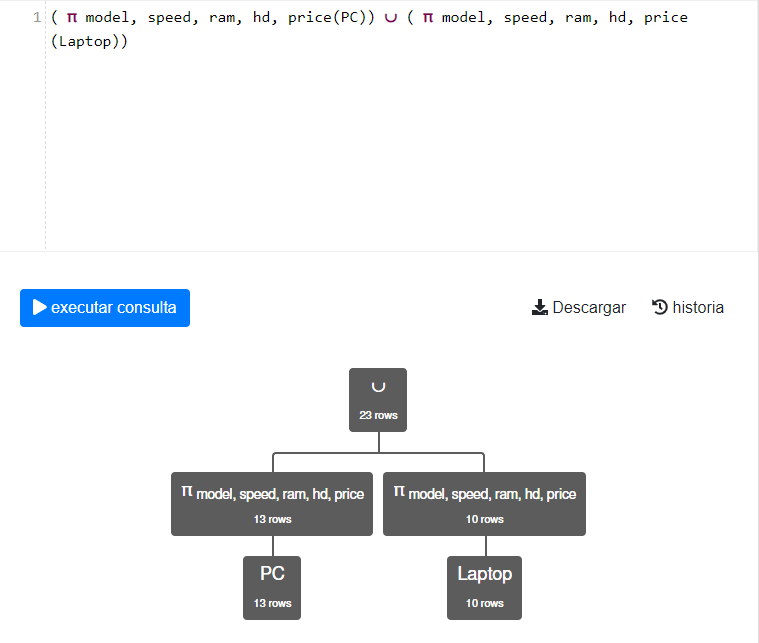 1 ( π model, speed, ram, hd, price(PC)) ∪ ( π model, speed, ram, hd, price
(Laptop))
executar consulta
Descargar
historia
∪
23 rows
π model, speed, ram, hd, price
13 rows
π model, speed, ram, hd, price
10 rows
PC
13 rows
Laptop
10 rows